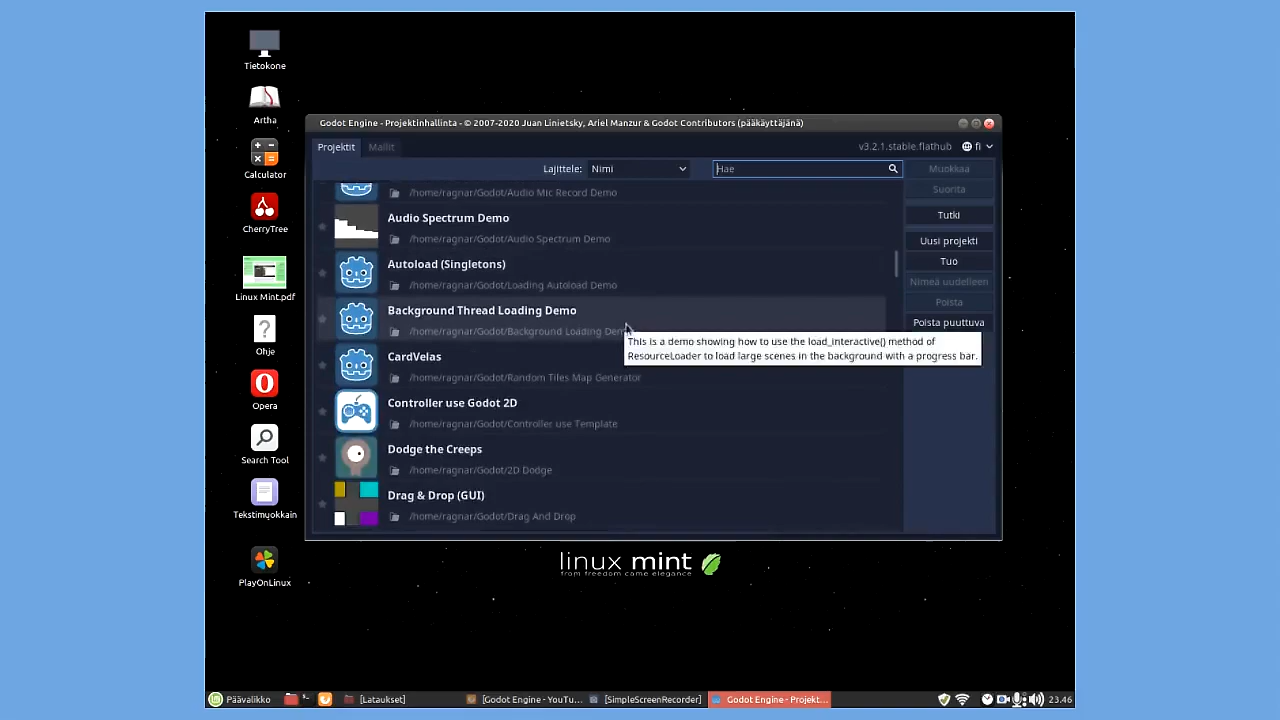 Tietokone
Artha
Calculator
CherryTree
Linux Mint.pdf
Ohje
Opera
Search Tool
Tekstimuokkain
PlayOnLinux
Godot Engine - Projektinhallinta - © 2007-2020 Juan Linietsky, Ariel Manzur & Godot Contributors (pääkäyttäjänä)
Projektit Mallit
v3.2.1.stable.flathub fi
Lajittele: Nimi
Hae
/home/ragnar/Godot/Audio Mic Record Demo
Audio Spectrum Demo
/home/ragnar/Godot/Audio Spectrum Demo
Autoload (Singletons)
/home/ragnar/Godot/Loading Autoload Demo
Background Thread Loading Demo
/home/ragnar/Godot/Background Loading
This is a demo showing how to use the load_interactive() method of
ResourceLoader to load large scenes in the background with a progress bar.
CardVelas
/home/ragnar/Godot/Random Tiles Map Generator
Controller use Godot 2D
/home/ragnar/Godot/Controller use Template
Dodge the Creeps
/home/ragnar/Godot/2D Dodge
Drag & Drop (GUI)
/home/ragnar/Godot/Drag And Drop
Muokkaa
Suorita
Tutki
Uusi projekti
Tuo
Nimeä uudelleen
Poista
Poista puuttuva
linux mint
from freedom came elegance
Päävalikko
[Lataukset]
[Godot Engine - YouTu...
[SimpleScreenRecorder]
Godot Engine - Projekt...
23.46